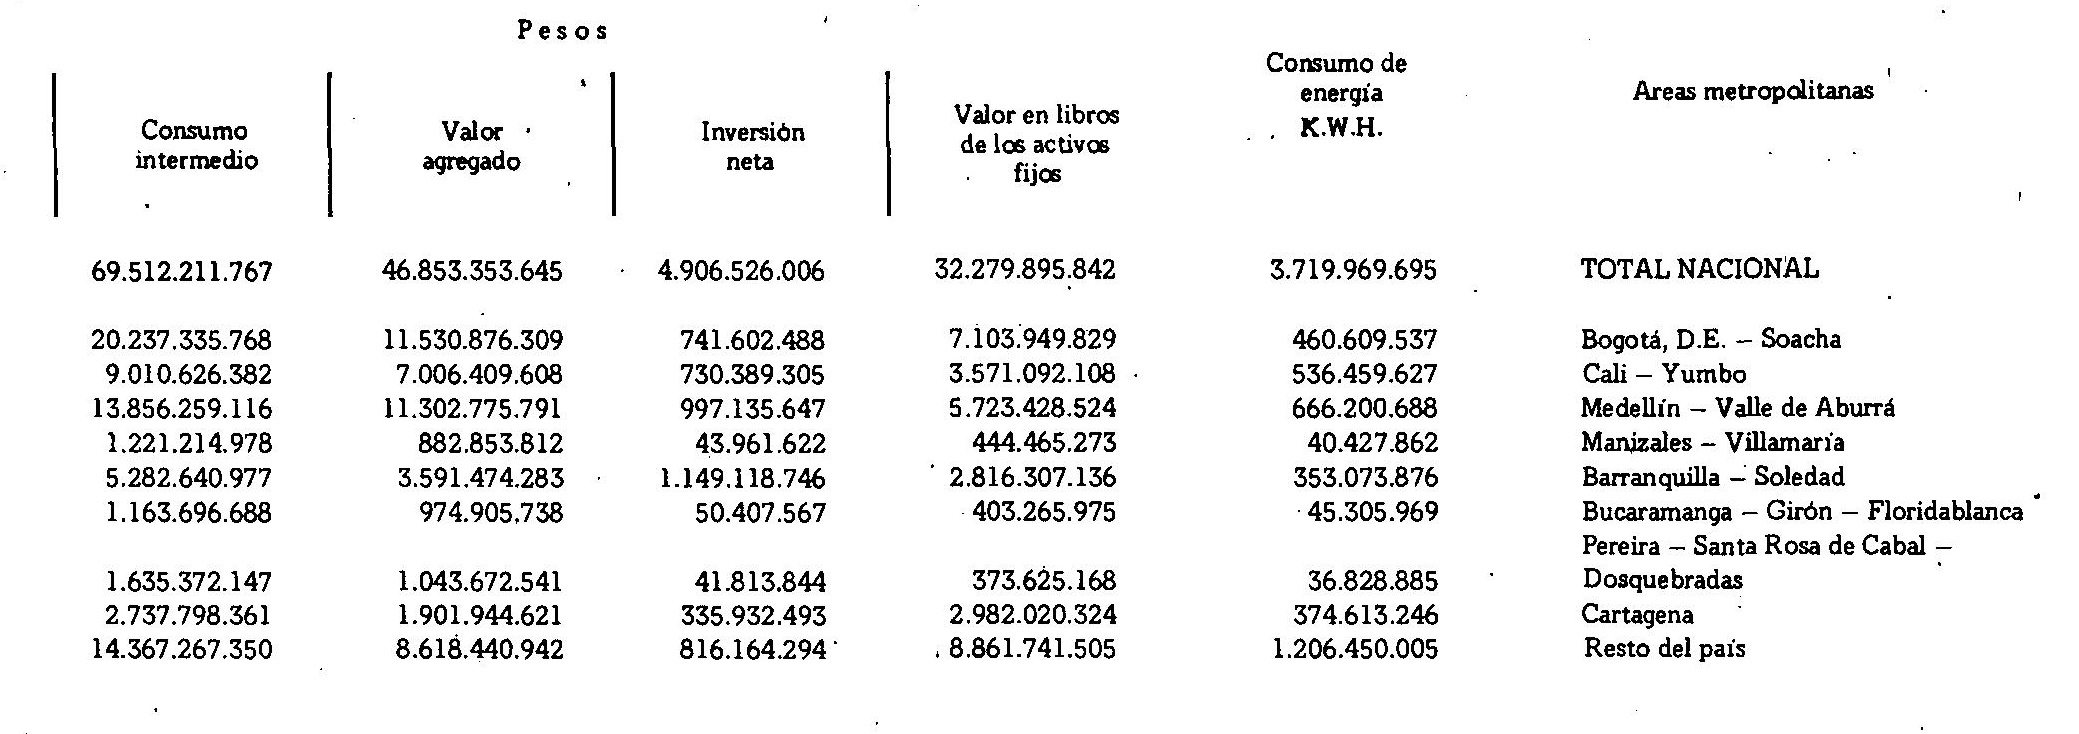 Pesos
Consumo intermedio
Valor agregado
Inversión neta
Valor en libros de los activos fijos
Consumo de energía K.W.H.
Areas metropolitanas
69.512.211.767 46.853.353.645 4.906.526.006 32.279.895.842 3.719.969.695 TOTAL NACIONAL
20.237.335.768 11.530.876.309 741.602.488 7.103.949.829 460.609.537 Bogotá, D.E. – Soacha
9.010.626.382 7.006.409.608 730.389.305 3.571.092.108 536.459.627 Cali – Yumbo
13.856.259.116 11.302.775.791 997.135.647 5.723.428.524 666.200.688 Medellín – Valle de Aburrá
1.221.214.978 882.853.812 43.961.622 444.465.273 40.427.862 Manizales – Villamaría
5.282.640.977 3.591.474.283 1.149.118.746 2.816.307.136 353.073.876 Barranquilla – Soledad
1.163.696.688 974.905.738 50.407.567 403.265.975 45.305.969 Bucaramanga – Girón – Floridablanca
Pereira – Santa Rosa de Cabal –
1.635.372.147 1.043.672.541 41.813.844 373.625.168 36.828.885 Dosquebradas
2.737.798.361 1.901.944.621 335.932.493 2.982.020.324 374.613.246 Cartagena
14.367.267.350 8.618.440.942 816.164.294 8.861.741.505 1.206.450.005 Resto del país